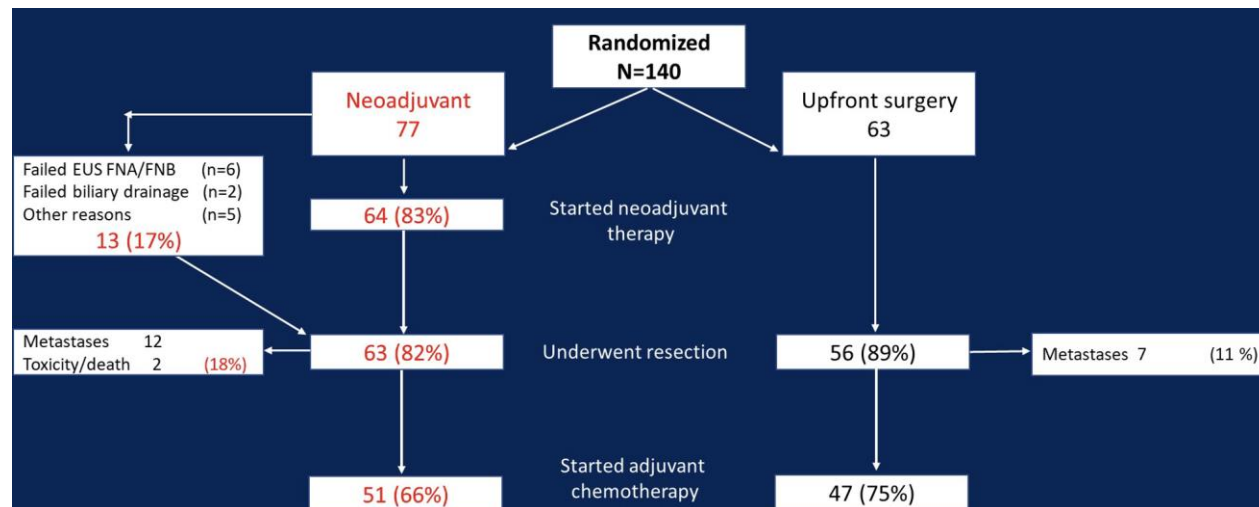 Randomized
N=140
Neoadjuvant
77
Upfront surgery
63
Failed EUS FNA/FNB (n=6)
Failed biliary drainage (n=2)
Other reasons (n=5)
13 (17%)
64 (83%)
Started neoadjuvant
therapy
Metastases 12
Toxicity/death 2 (18%)
63 (82%)
Underwent resection
56 (89%)
Metastases 7 (11 %)
51 (66%)
Started adjuvant
chemotherapy
47 (75%)